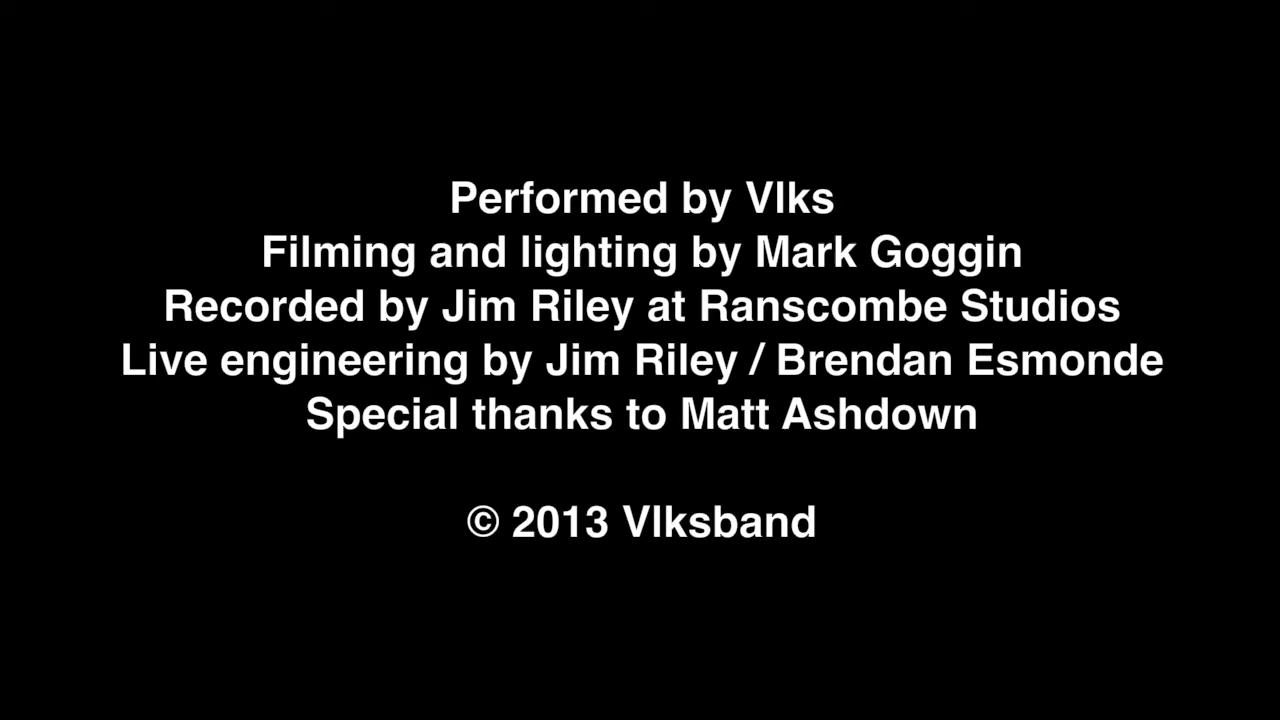 Performed by Vlks
Filming and lighting by Mark Goggin
Recorded by Jim Riley at Ranscombe Studios
Live engineering by Jim Riley / Brendan Esmonde
Special thanks to Matt Ashdown
© 2013 Vlksband